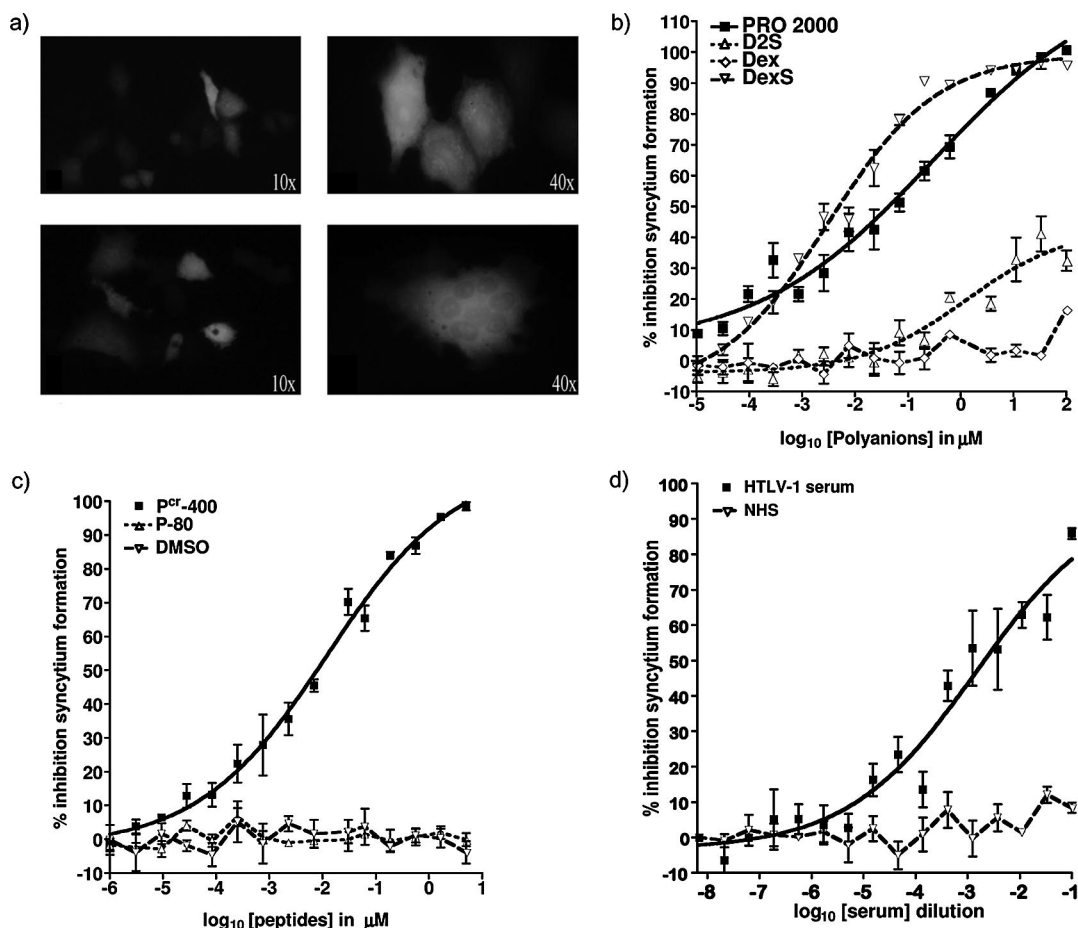 a)
10x
40x
10x
40x
b)
PRO 2000
D2S
Dex
DexS
% inhibition syncytium formation
110
100
90
80
70
60
50
40
30
20
10
0
-10
-5 -4 -3 -2 -1 0 1 2
log10 [Polyanions] in µM
c)
Pcr-400
P-80
DMSO
% inhibition syncytium formation
100
90
80
70
60
50
40
30
20
10
0
-10
-6 -5 -4 -3 -2 -1 0 1
log10 [peptides] in µM
d)
HTLV-1 serum
NHS
% inhibition syncytium formation
100
90
80
70
60
50
40
30
20
10
0
-10
-8 -7 -6 -5 -4 -3 -2 -1
log10 [serum] dilution